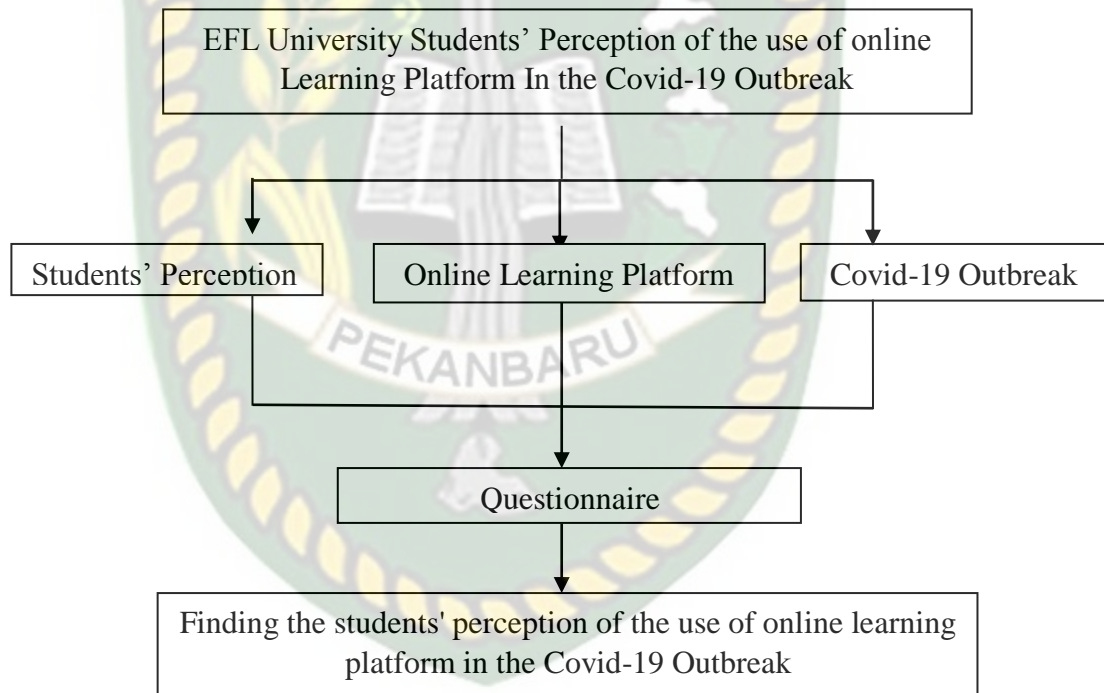 EFL University Students’ Perception of the use of online
Learning Platform In the Covid-19 Outbreak
Students’ Perception
Online Learning Platform
Covid-19 Outbreak
PEKANBARU
Questionnaire
Finding the students' perception of the use of online learning
platform in the Covid-19 Outbreak